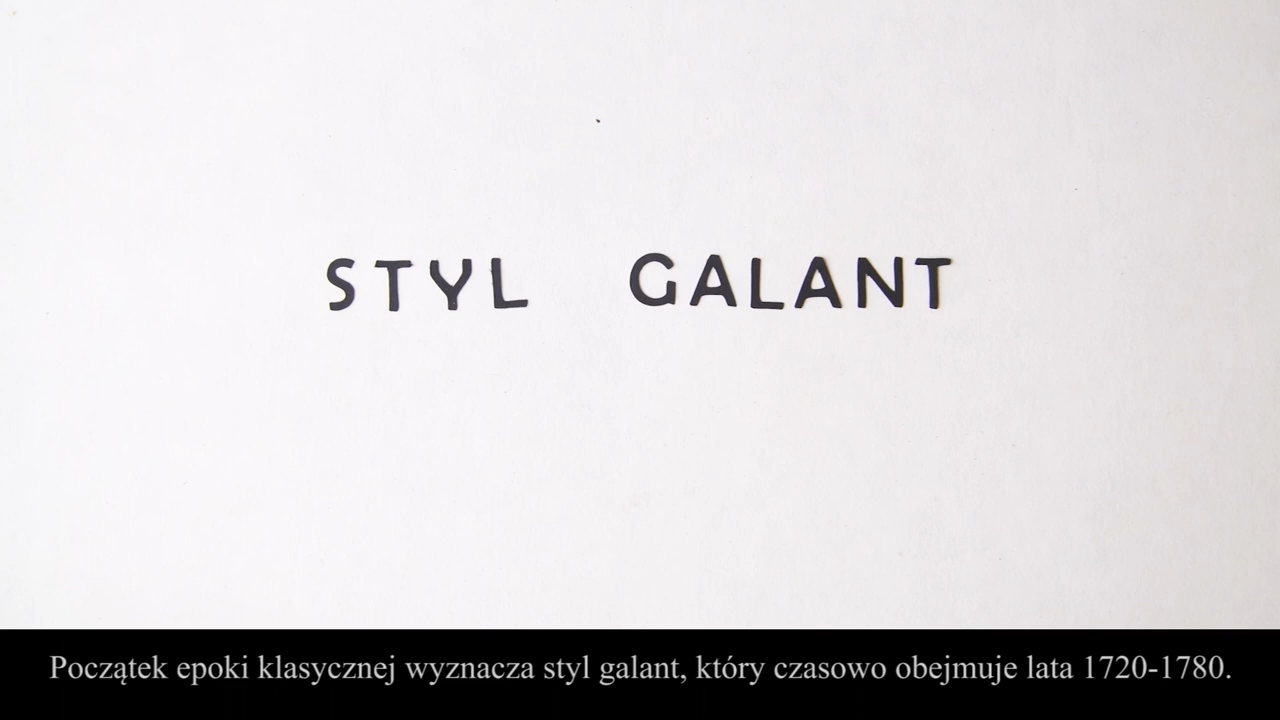 STYL GALANT
Początek epoki klasycznej wyznacza styl galant, który czasowo obejmuje lata 1720-1780.